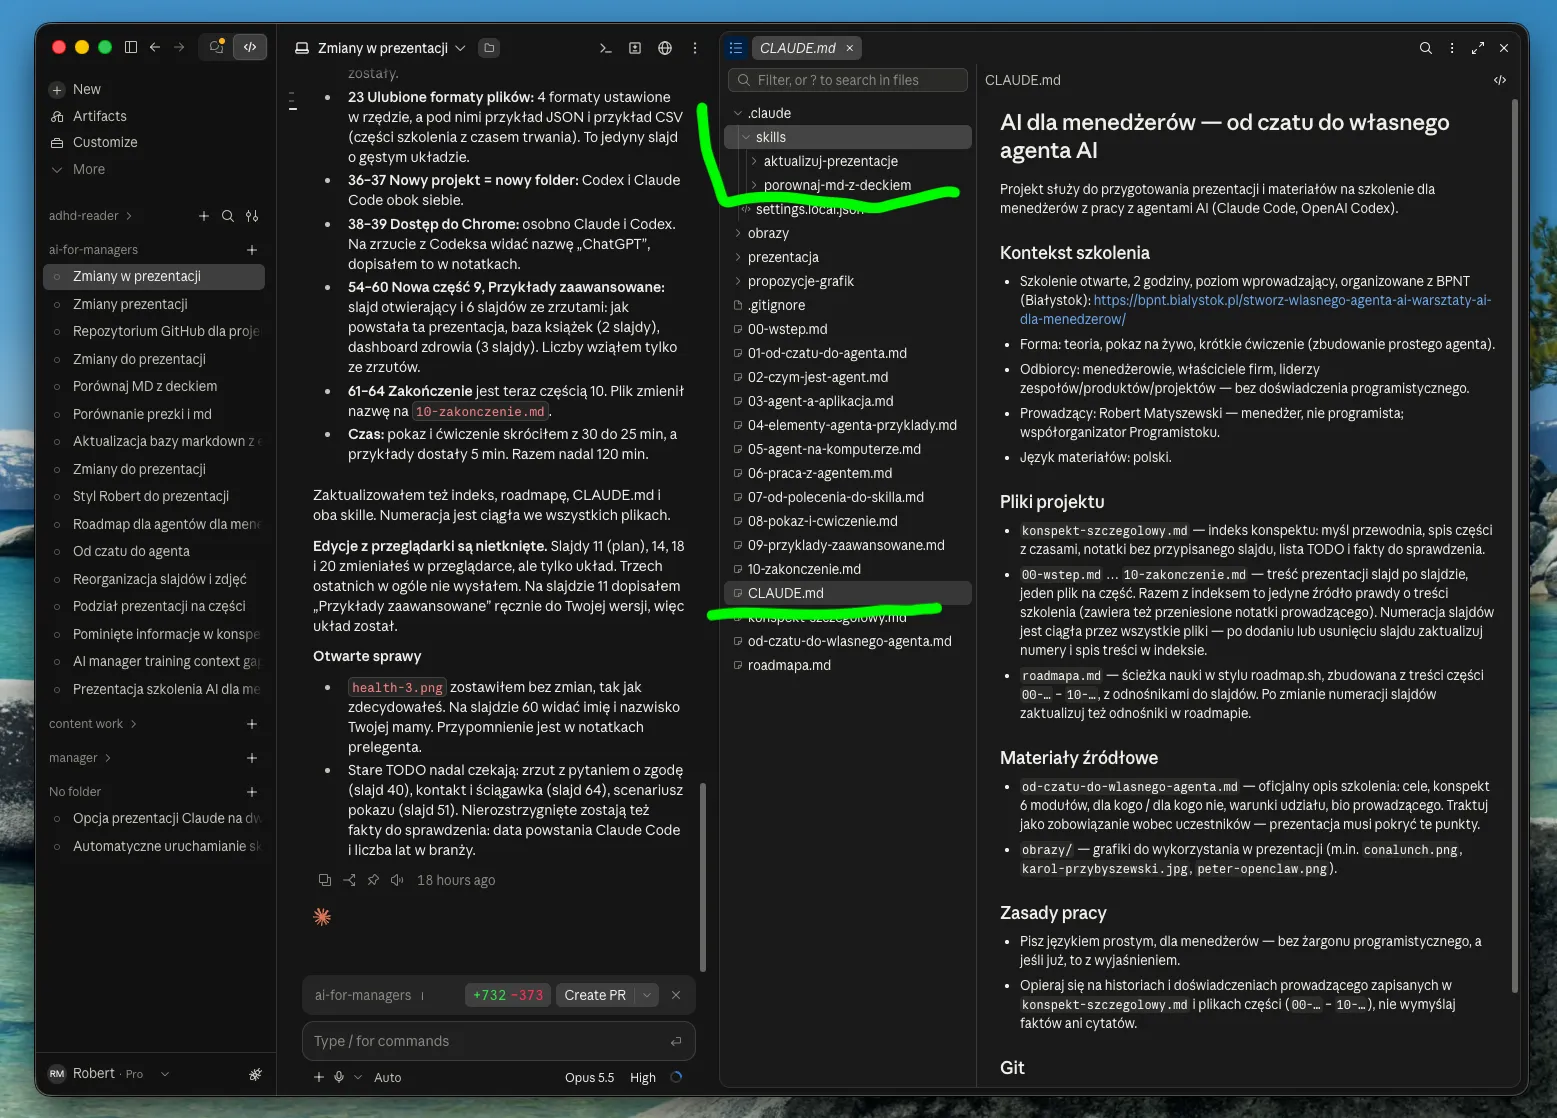 New
Artifacts
Customize
More
adhd-reader
ai-for-managers
Zmiany w prezentacji
Zmiany prezentacji
Repozytorium GitHub dla proje
Zmiany do prezentacji
Porównaj MD z deckiem
Porównanie prezki i md
Aktualizacja bazy markdown z
Zmiany do prezentacji
Styl Robert do prezentacji
Roadmap dla agentów dla men
Od czatu do agenta
Reorganizacja slajdów i zdjęć
Podział prezentacji na części
Pominięte informacje w konspe
AI manager training context ga
Prezentacja szkolenia AI dla me
content work
manager
No folder
Opcja prezentacji Claude na dw
Automatyczne uruchamianie sk
RM Robert · Pro
Zmiany w prezentacji
zostały.
• 23 Ulubione formaty plików: 4 formaty ustawione
w rzędzie, a pod nimi przykład JSON i przykład CSV
(części szkolenia z czasem trwania). To jedyny slajd
o gęstym układzie.
• 36–37 Nowy projekt = nowy folder: Codex i Claude
Code obok siebie.
• 38–39 Dostęp do Chrome: osobno Claude i Codex.
Na zrzucie z Codeksa widać nazwę „ChatGPT”,
dopisałem to w notatkach.
• 54–60 Nowa część 9, Przykłady zaawansowane:
slajd otwierający i 6 slajdów ze zrzutami: jak
powstała ta prezentacja, baza książek (2 slajdy),
dashboard zdrowia (3 slajdy). Liczby wziąłem tylko
ze zrzutów.
• 61–64 Zakończenie jest teraz częścią 10. Plik zmienił
nazwę na 10-zakonczenie.md.
• Czas: pokaz i ćwiczenie skróciłem z 30 do 25 min, a
przykłady dostały 5 min. Razem nadal 120 min.
Zaktualizowałem też indeks, roadmapę, CLAUDE.md i
oba skille. Numeracja jest ciągła we wszystkich plikach.
Edycje z przeglądarki są nietknięte. Slajdy 11 (plan), 14, 18
i 20 zmieniałeś w przeglądarce, ale tylko układ. Trzech
ostatnich w ogóle nie wysłałem. Na slajdzie 11 dopisałem
„Przykłady zaawansowane” ręcznie do Twojej wersji, więc
układ został.
Otwarte sprawy
• health-3.png zostawiłem bez zmian, tak jak
zdecydowałeś. Na slajdzie 60 widać imię i nazwisko
Twojej mamy. Przypomnienie jest w notatkach
prelegenta.
• Stare TODO nadal czekają: zrzut z pytaniem o zgodę
(slajd 40), kontakt i ściągawka (slajd 64), scenariusz
pokazu (slajd 51). Nierozstrzygnięte zostają też
fakty do sprawdzenia: data powstania Claude Code
i liczba lat w branży.
18 hours ago
ai-for-managers
+732 -373
Create PR
Type / for commands
Auto
Opus 5.5 High
CLAUDE.md
Filter, or ? to search in files
.claude
skills
aktualizuj-prezentacje
porownaj-md-z-deckiem
settings.local.json
obrazy
prezentacja
propozycje-grafik
.gitignore
00-wstep.md
01-od-czatu-do-agenta.md
02-czym-jest-agent.md
03-agent-a-aplikacja.md
04-elementy-agenta-przyklady.md
05-agent-na-komputerze.md
06-praca-z-agentem.md
07-od-polecenia-do-skilla.md
08-pokaz-i-cwiczenie.md
09-przyklady-zaawansowane.md
10-zakonczenie.md
CLAUDE.md
konspekt-szczegolowy.md
od-czatu-do-wlasnego-agenta.md
roadmapa.md
CLAUDE.md
AI dla menedżerów — od czatu do własnego
agenta AI
Projekt służy do przygotowania prezentacji i materiałów na szkolenie dla
menedżerów z pracy z agentami AI (Claude Code, OpenAI Codex).
Kontekst szkolenia
• Szkolenie otwarte, 2 godziny, poziom wprowadzający, organizowane z BPNT
(Białystok): https://bpnt.bialystok.pl/stworz-wlasnego-agenta-ai-warsztaty-ai-
dla-menedzerow/
• Forma: teoria, pokaz na żywo, krótkie ćwiczenie (zbudowanie prostego agenta).
• Odbiorcy: menedżerowie, właściciele firm, liderzy
zespołów/produktów/projektów — bez doświadczenia programistycznego.
• Prowadzący: Robert Matyszewski — menedżer, nie programista;
współorganizator Programistoku.
• Język materiałów: polski.
Pliki projektu
• konspekt-szczegolowy.md — indeks konspektu: myśl przewodnia, spis części
z czasami, notatki bez przypisanego slajdu, lista TODO i fakty do sprawdzenia.
• 00-wstep.md … 10-zakonczenie.md — treść prezentacji slajd po slajdzie,
jeden plik na część. Razem z indeksem to jedyne źródło prawdy o treści
szkolenia (zawiera też przeniesione notatki prowadzącego). Numeracja slajdów
jest ciągła przez wszystkie pliki — po dodaniu lub usunięciu slajdu zaktualizuj
numery i spis treści w indeksie.
• roadmapa.md — ścieżka nauki w stylu roadmap.sh, zbudowana z treści części
00-… – 10-…, z odnośnikami do slajdów. Po zmianie numeracji slajdów
zaktualizuj też odnośniki w roadmapie.
Materiały źródłowe
• od-czatu-do-wlasnego-agenta.md — oficjalny opis szkolenia: cele, konspekt
6 modułów, dla kogo / dla kogo nie, warunki udziału, bio prowadzącego. Traktuj
jako zobowiązanie wobec uczestników — prezentacja musi pokryć te punkty.
• obrazy/ — grafiki do wykorzystania w prezentacji (m.in. conalunch.png,
karol-przybyszewski.jpg, peter-openclaw.png).
Zasady pracy
• Pisz językiem prostym, dla menedżerów — bez żargonu programistycznego, a
jeśli już, to z wyjaśnieniem.
• Opieraj się na historiach i doświadczeniach prowadzącego zapisanych w
konspekt-szczegolowy.md i plikach części (00-… – 10-…), nie wymyślaj
faktów ani cytatów.
Git